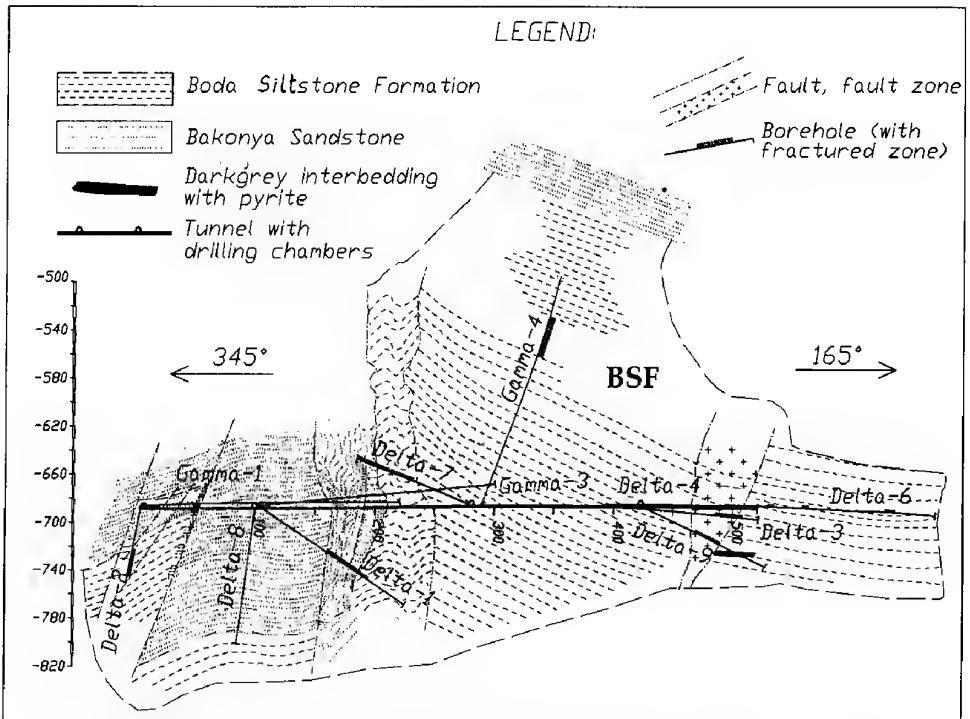 LEGEND:
Boda Siltstone Formation
Bakonya Sandstone
Darkgrey interbedding
with pyrite
Tunnel with
drilling chambers
Fault, fault zone
Borehole (with
fractured zone)
-500
-540
-580
-620
-660
-700
-740
-780
-820
345°
165°
BSF
Gamma-4
Gamma-1
Delta-7
Gamma-3
Delta-4
Delta-6
Delta-3
Delta-5
Delta-2
Delta-8
Delta-1
100
200
300
400
500